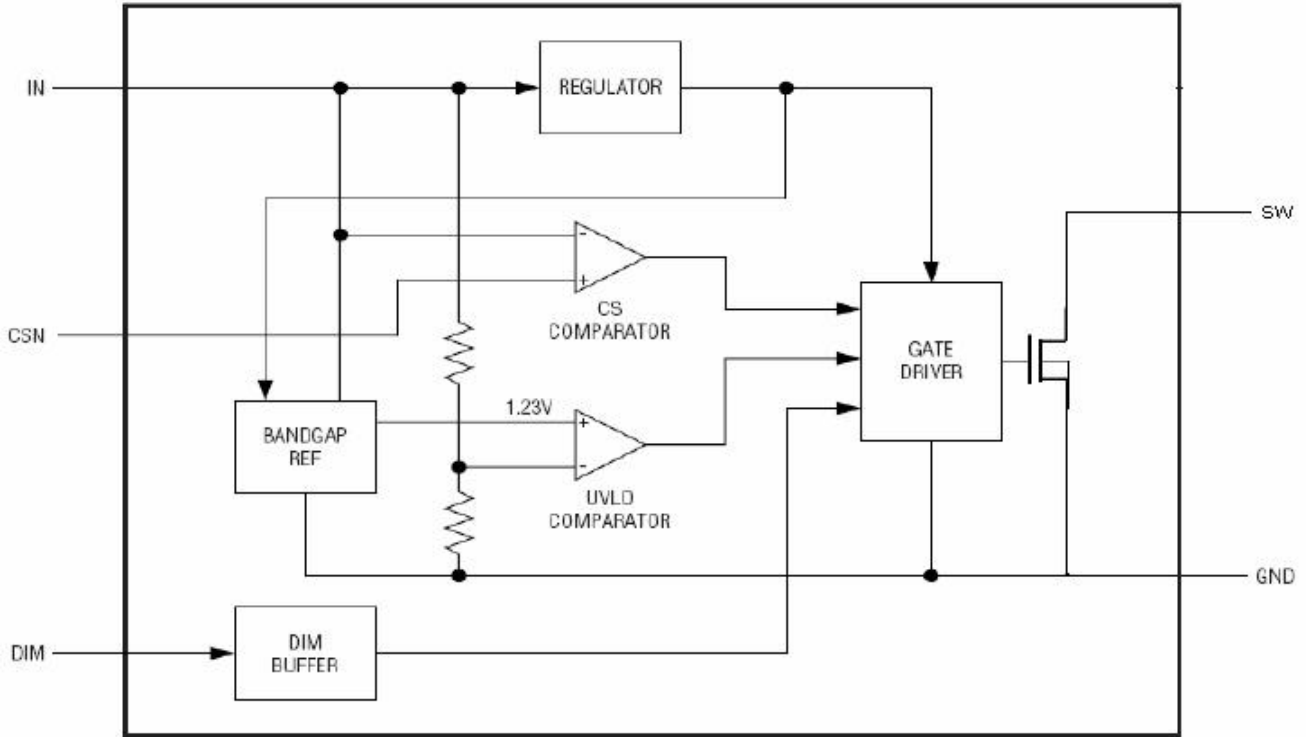 IN
REGULATOR
SW
-
+
CS
COMPARATOR
CSN
GATE
DRIVER
1.23V
BANDGAP
REF
+
-
UVLO
COMPARATOR
GND
DIM
DIM
BUFFER